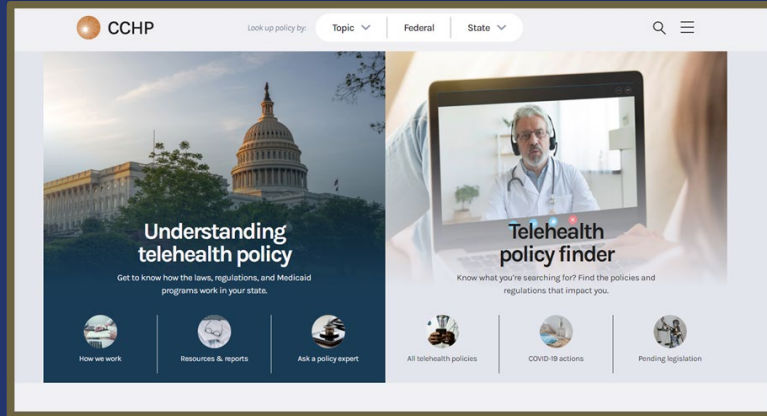 CCHP
Look up policy by:
Topic
Federal
State
Understanding
telehealth policy
Get to know how the laws, regulations, and Medicaid
programs work in your state.
How we work
Resources & reports
Ask a policy expert
Telehealth
policy finder
Know what you're searching for? Find the policies and
regulations that impact you.
All telehealth policies
COVID-19 actions
Pending legislation